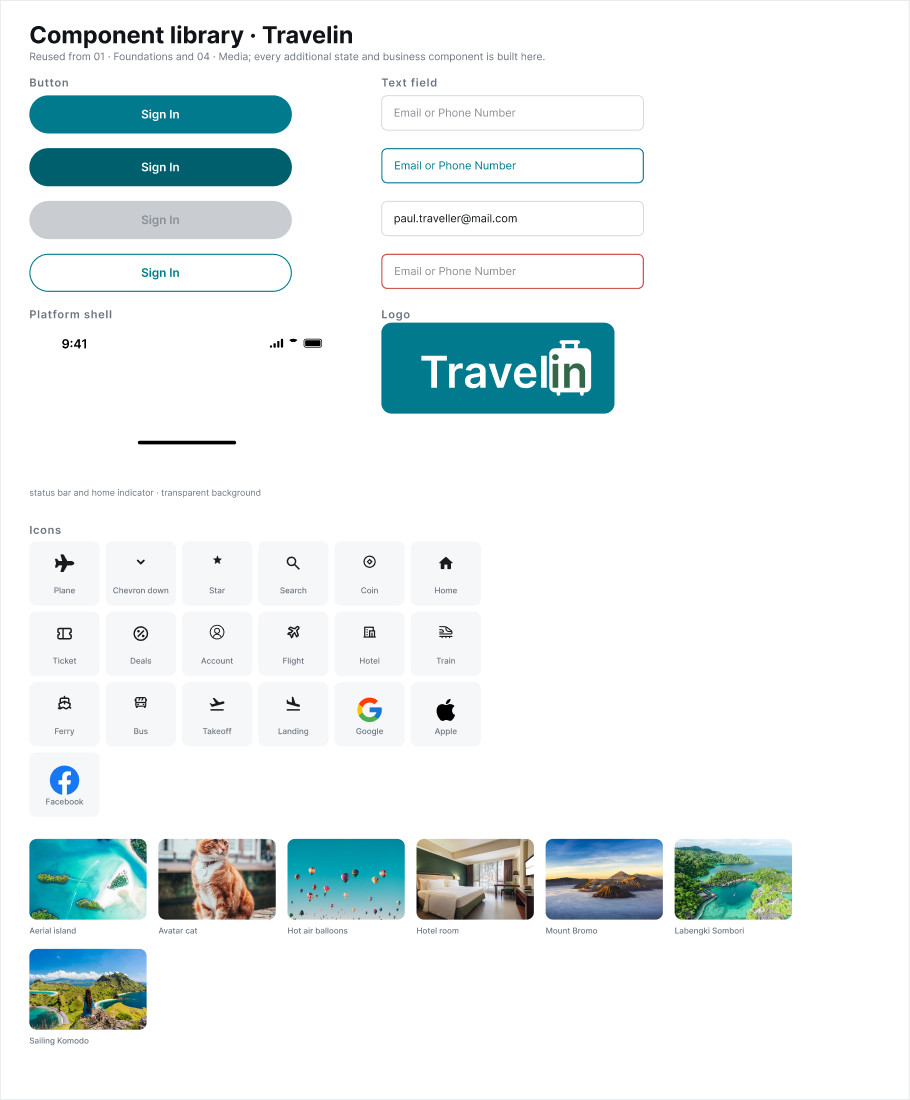 Component library · Travelin
Reused from 01 · Foundations and 04 · Media; every additional state and business component is built here.
Button
Sign In
Sign In
Sign In
Sign In
Text field
Email or Phone Number
Email or Phone Number
paul.traveller@mail.com
Email or Phone Number
Platform shell
9:41
status bar and home indicator · transparent background
Logo
Travelin
Icons
Plane
Chevron down
Star
Search
Coin
Home
Ticket
Deals
Account
Flight
Hotel
Train
Ferry
Bus
Takeoff
Landing
Google
Apple
Facebook
Aerial island
Avatar cat
Hot air balloons
Hotel room
Mount Bromo
Labengki Sombori
Sailing Komodo